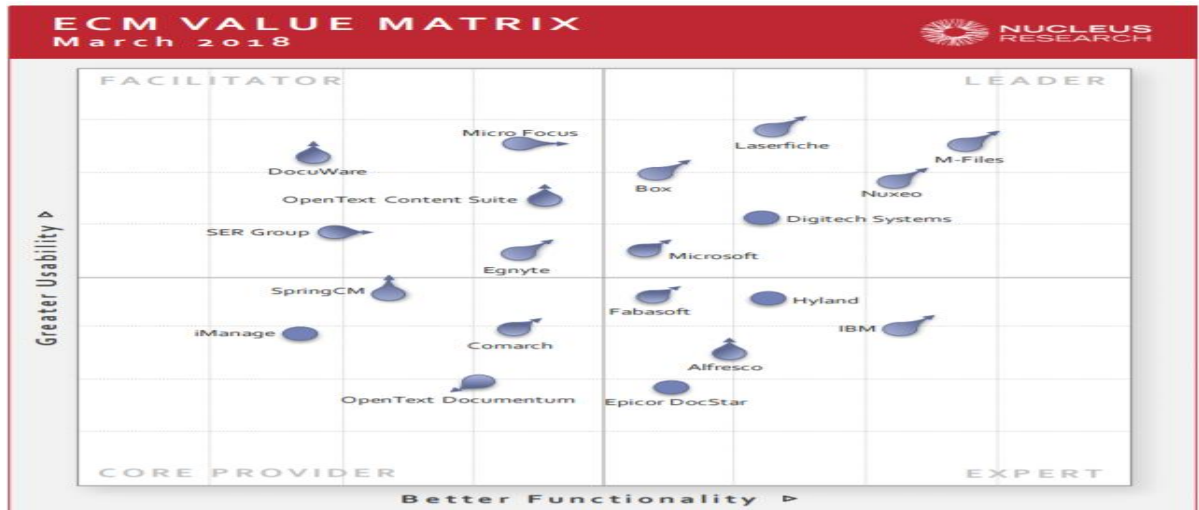 ECM VALUE MATRIX
March 2018
NUCLEUS
RESEARCH
FACILITATOR
LEADER
Micro Focus
Laserfiche
M-Files
DocuWare
Box
Nuxeo
OpenText Content Suite
Digitech Systems
SER Group
Egnyte
Microsoft
SpringCM
Fabasoft
Hyland
iManage
Comarch
IBM
Alfresco
OpenText Documentum
Epicor DocStar
CORE PROVIDER
EXPERT
Greater Usability ▷
Better Functionality ▷